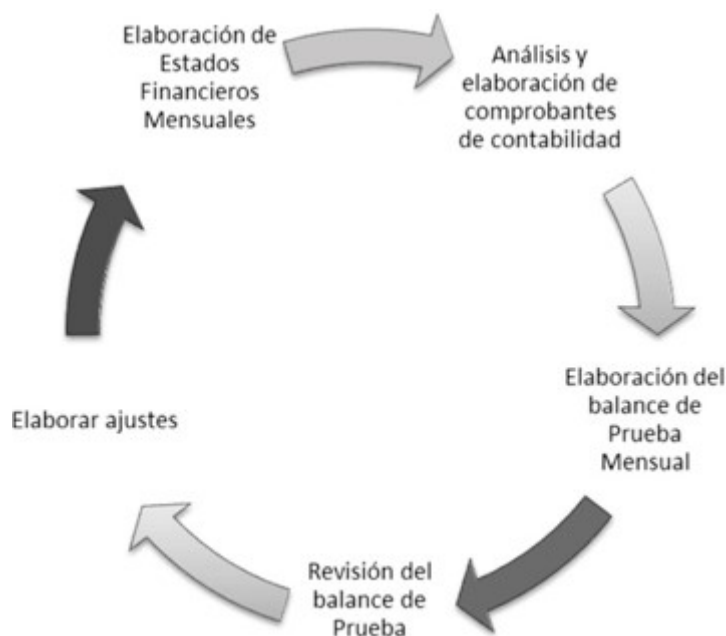 Elaboración de
Estados
Financieros
Mensuales
Análisis y
elaboración de
comprobantes
de contabilidad
Elaboración del
balance de
Prueba
Mensual
Revisión del
balance de
Prueba
Elaborar ajustes